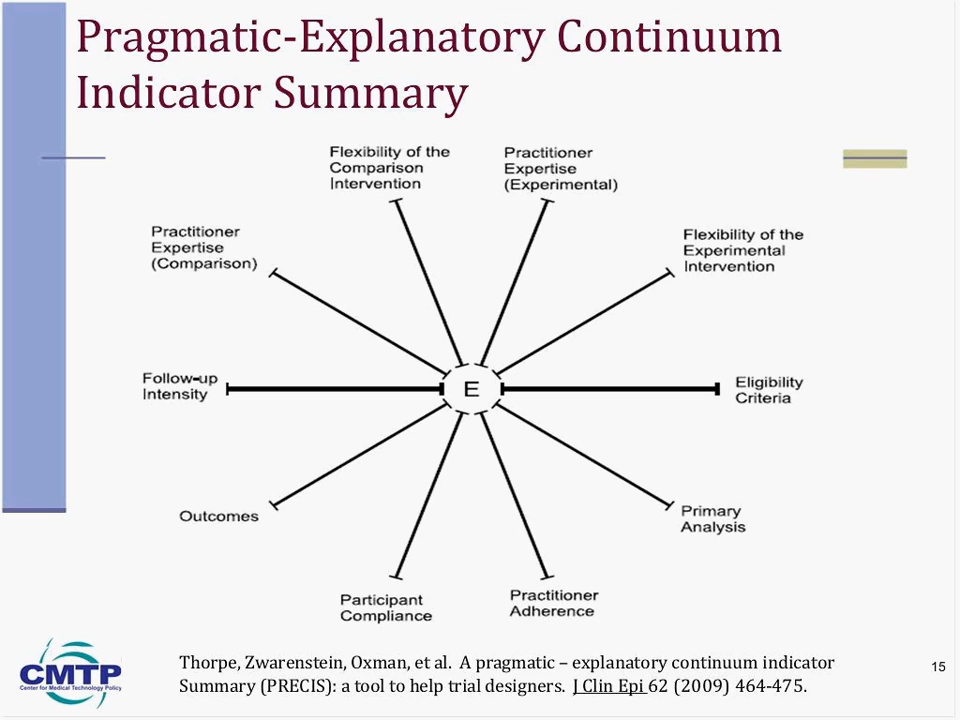 Pragmatic-Explanatory Continuum
Indicator Summary
Flexibility of the
Comparison
Intervention
Practitioner
Expertise
(Experimental)
Practitioner
Expertise
(Comparison)
Flexibility of the
Experimental
Intervention
Follow-up
Intensity
E
Eligibility
Criteria
Outcomes
Primary
Analysis
Participant
Compliance
Practitioner
Adherence
CMTP
Center for Medical Technology Policy
Thorpe, Zwarenstein, Oxman, et al. A pragmatic – explanatory continuum indicator
Summary (PRECIS): a tool to help trial designers. J Clin Epi 62 (2009) 464-475.
15